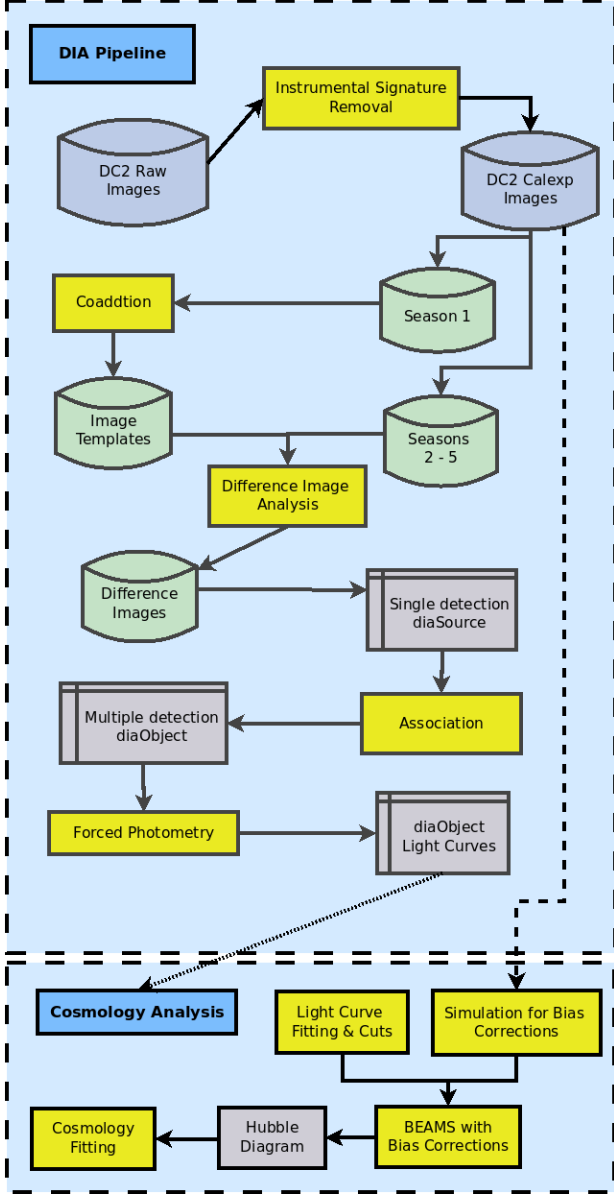 DIA Pipeline
Instrumental Signature
Removal
DC2 Raw
Images
DC2 Calexp
Images
Coaddtion
Season 1
Image
Templates
Seasons
2 - 5
Difference Image
Analysis
Difference
Images
Single detection
diaSource
Multiple detection
diaObject
Association
Forced Photometry
diaObject
Light Curves
Cosmology Analysis
Light Curve
Fitting & Cuts
Simulation for Bias
Corrections
Cosmology
Fitting
Hubble
Diagram
BEAMS with
Bias Corrections